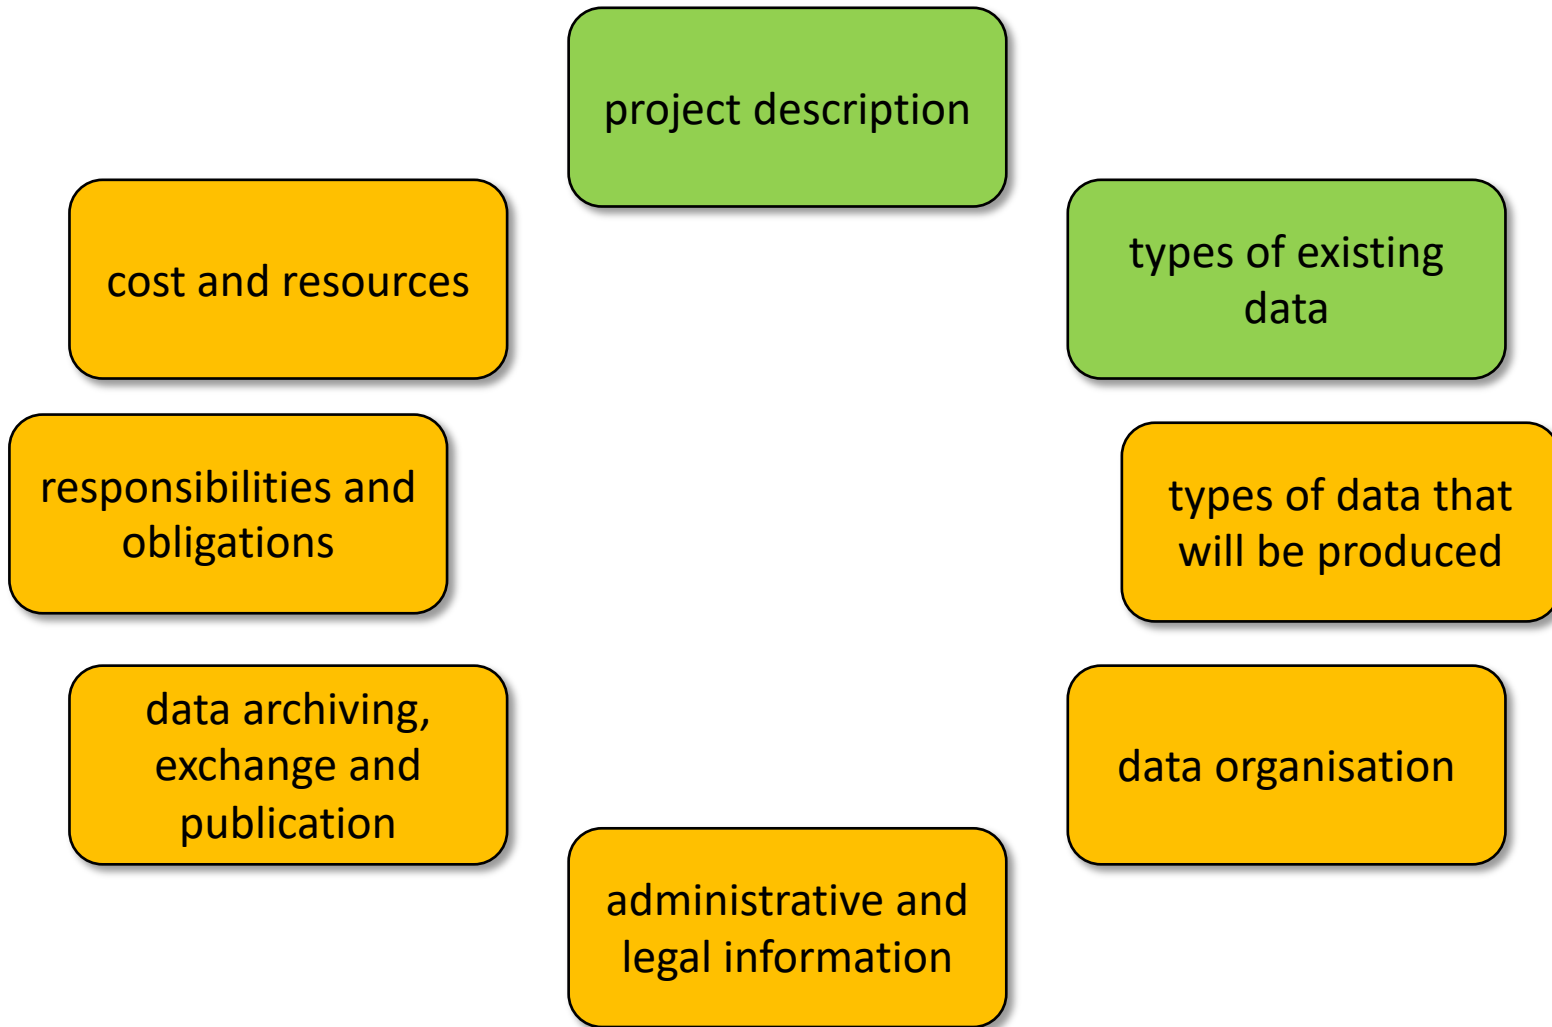 project description
types of existing
data
types of data that
will be produced
data organisation
administrative and
legal information
data archiving,
exchange and
publication
responsibilities and
obligations
cost and resources